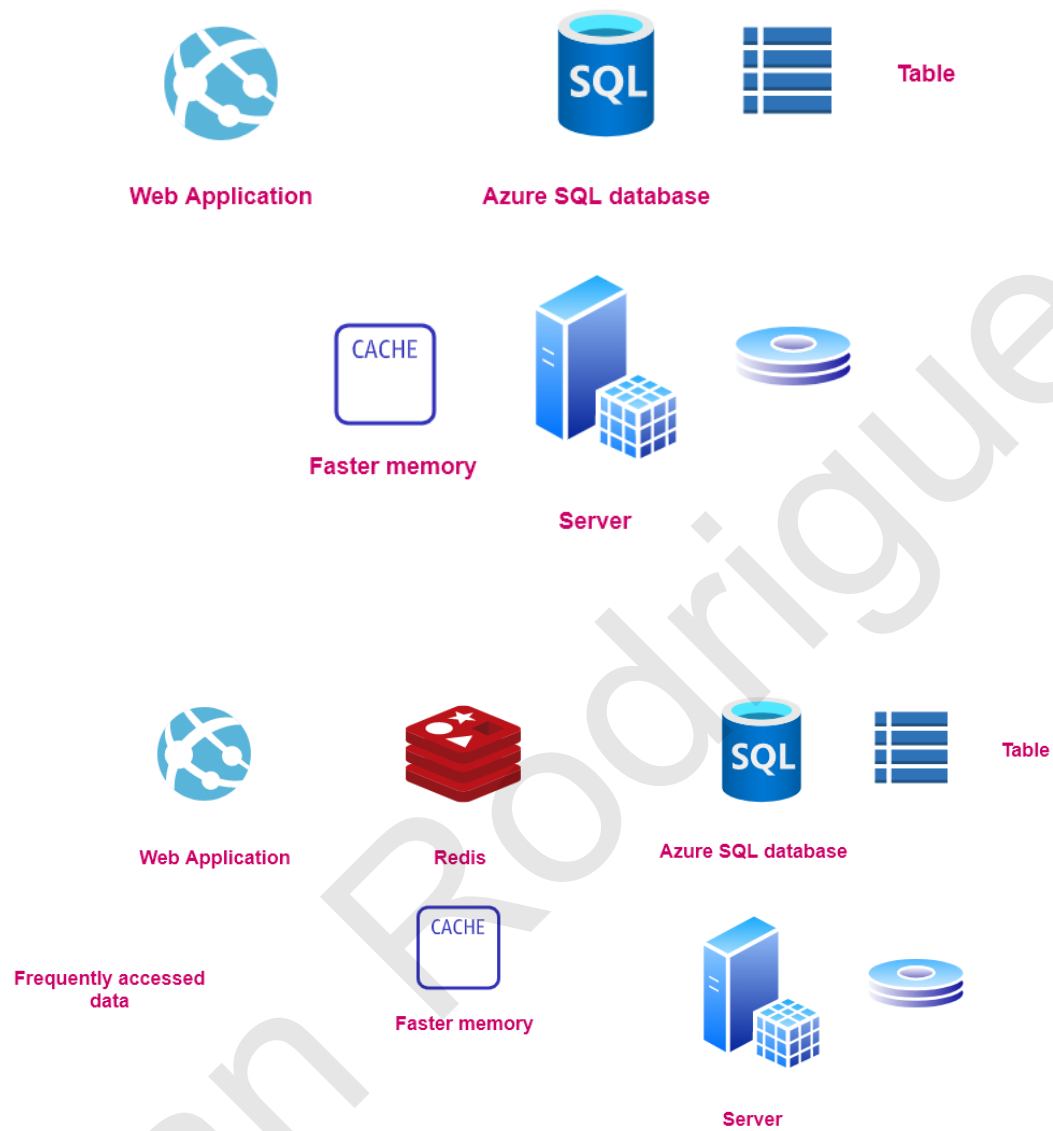 SQL
Table
Web Application
Azure SQL database
CACHE
Faster memory
Server
SQL
Table
Web Application
Redis
Azure SQL database
CACHE
Frequently accessed
data
Faster memory
Server